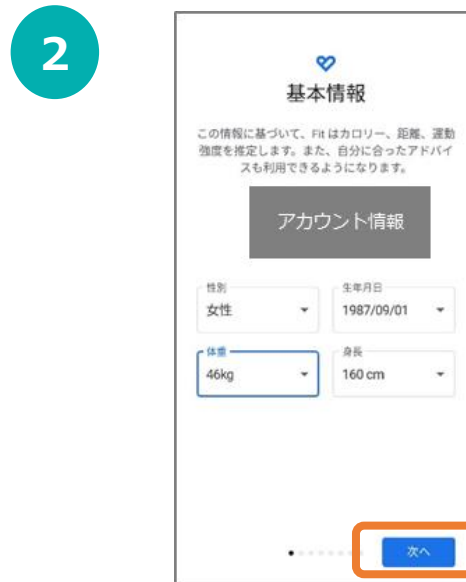 2
基本情報
この情報に基づいて、Fit はカロリー、距離、運動
強度を推定します。また、自分に合ったアドバイ
スも利用できるようになります。
アカウント情報
性別
女性
生年月日
1987/09/01
体重
46kg
身長
160 cm
次へ